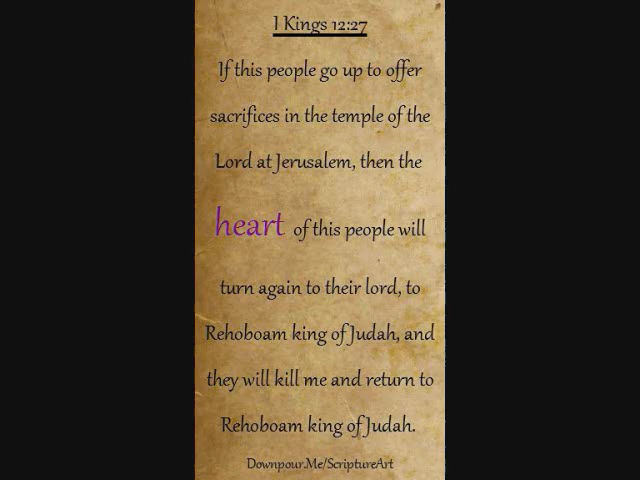 I Kings 12:27
If this people go up to offer
sacrifices in the temple of the
Lord at Jerusalem, then the
heart of this people will
turn again to their lord, to
Rehoboam king of Judah, and
they will kill me and return to
Rehoboam king of Judah.
Downpour.Me/ScriptureArt